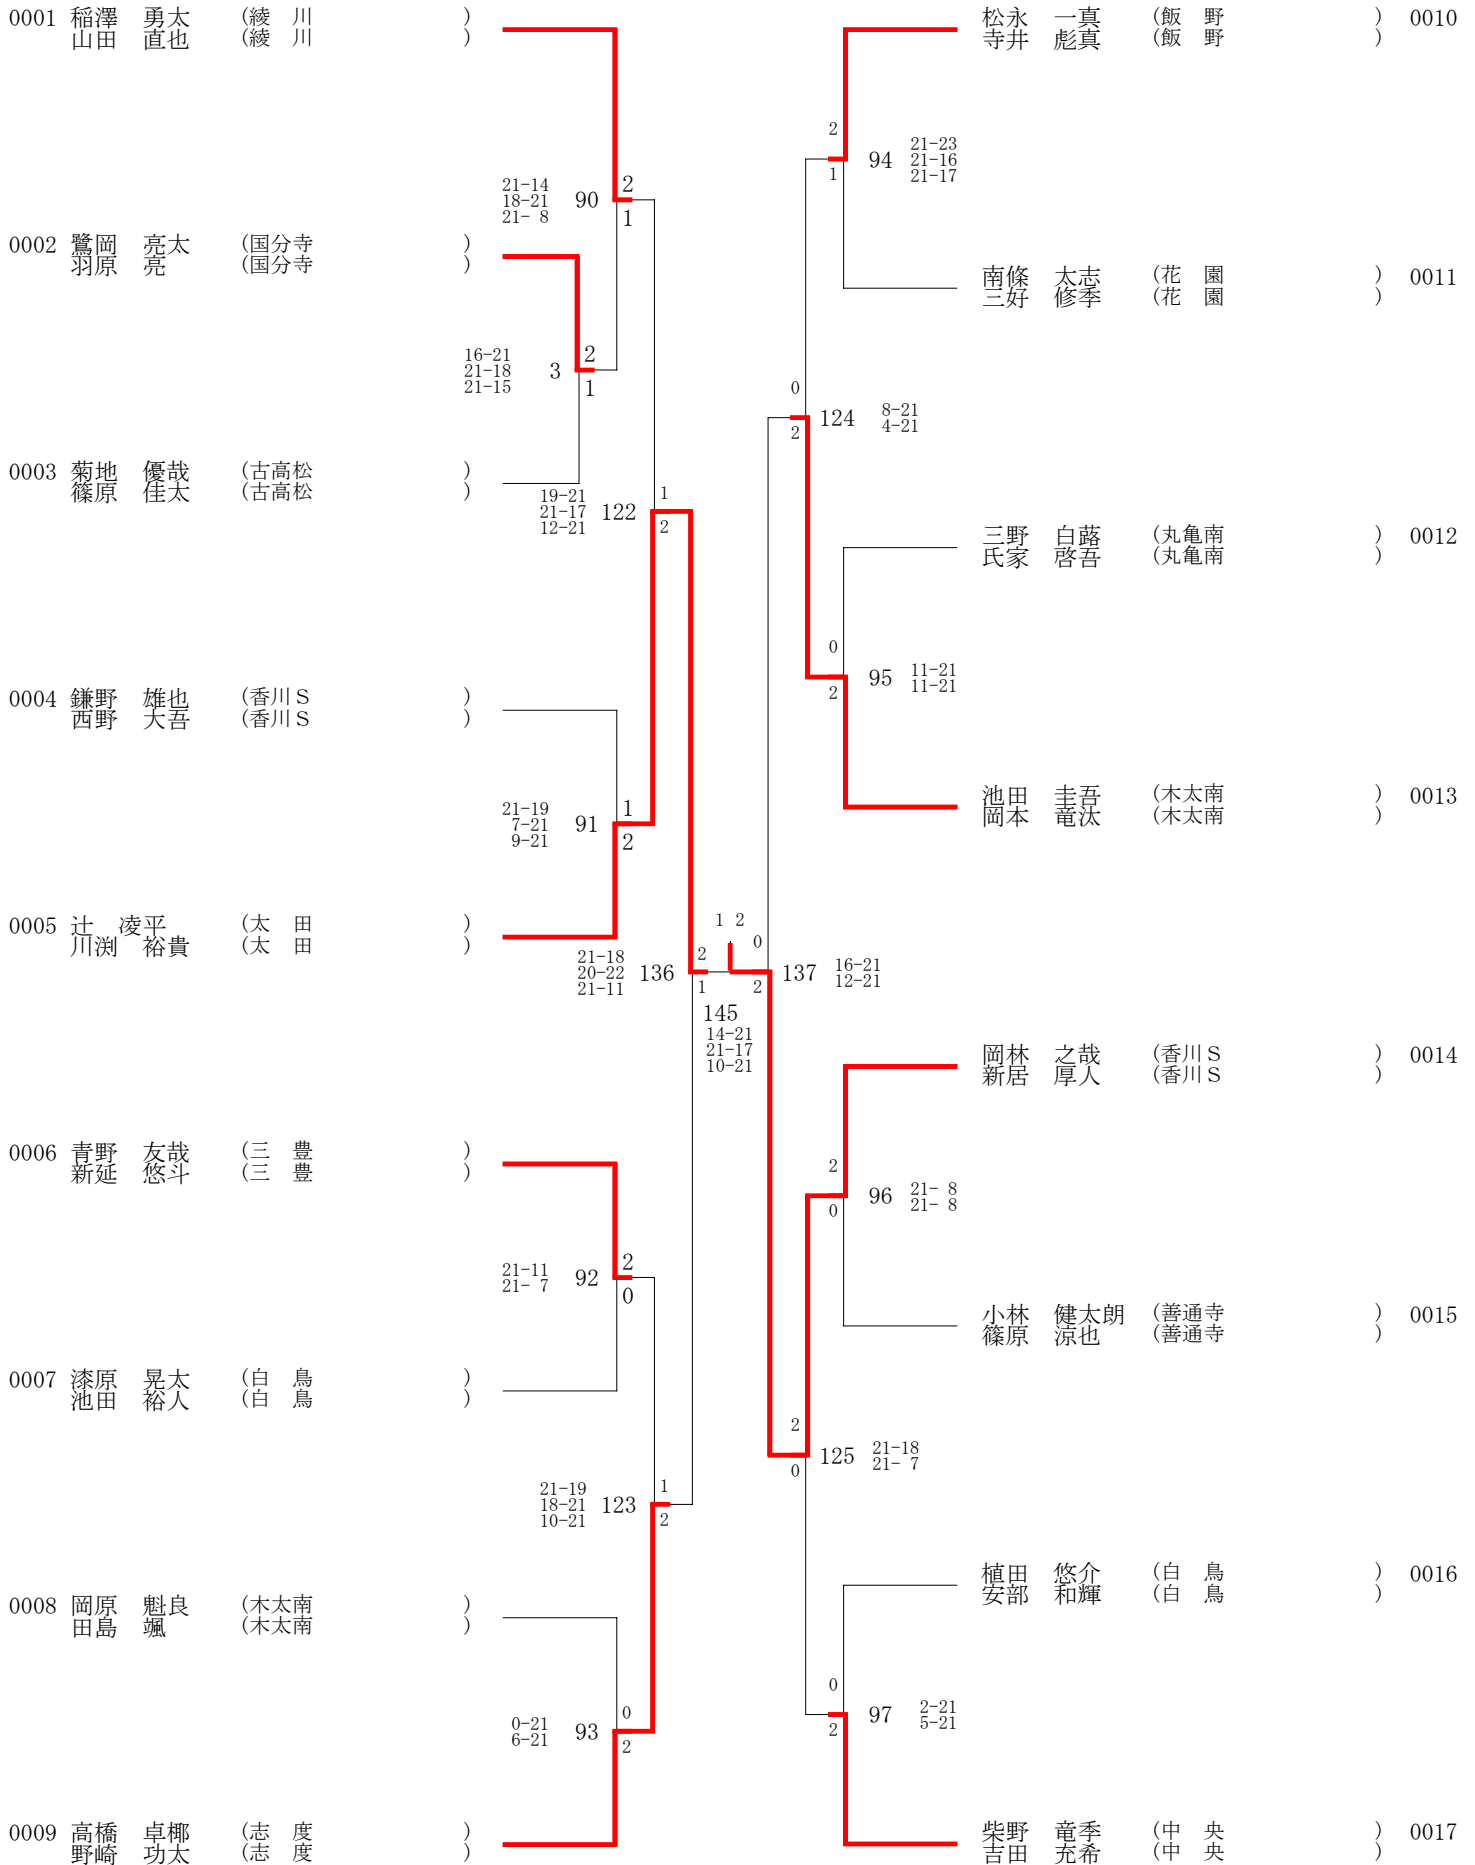 0001 稲澤　勇太　(綾　川　)
山田　直也　(綾　川　)
21-14
18-21
21- 8
90
2
1
0002 鷺岡　亮太　(国分寺　)
羽原　亮　(国分寺　)
16-21
21-18
21-15
3
2
1
0003 菊地　優哉　(古高松　)
篠原　佳太　(古高松　)
19-21
21-17
12-21
122
1
2
0004 鎌野　雄也　(香川Ｓ　)
西野　大吾　(香川Ｓ　)
21-19
7-21
9-21
91
1
2
0005 辻　凌平　(太　田　)
川渕　裕貴　(太　田　)
21-18
20-22
21-11
136
2
1
1 2
145
14-21
21-17
10-21
0006 青野　友哉　(三　豊　)
新延　悠斗　(三　豊　)
21-11
21- 7
92
2
0
0007 漆原　晃太　(白　鳥　)
池田　裕人　(白　鳥　)
21-19
18-21
10-21
123
1
2
0008 岡原　魁良　(木太南　)
田島　颯　(木太南　)
0-21
6-21
93
0
2
0009 高橋　卓椰　(志　度　)
野崎　功太　(志　度　)
松永　一真　(飯　野　) 0010
寺井　彪真　(飯　野　)
2
1
94
21-23
21-16
21-17
南條　太志　(花　園　) 0011
三好　修季　(花　園　)
0
2
124
8-21
4-21
三野　白蕗　(丸亀南　) 0012
氏家　啓吾　(丸亀南　)
0
2
95
11-21
11-21
池田　圭吾　(木太南　) 0013
岡本　竜汰　(木太南　)
0
2
137
16-21
12-21
岡林　之哉　(香川Ｓ　) 0014
新居　厚人　(香川Ｓ　)
2
0
96
21- 8
21- 8
小林　健太朗　(善通寺　) 0015
篠原　涼也　(善通寺　)
2
0
125
21-18
21- 7
植田　悠介　(白　鳥　) 0016
安部　和輝　(白　鳥　)
0
2
97
2-21
5-21
柴野　竜季　(中　央　) 0017
吉田　充希　(中　央　)